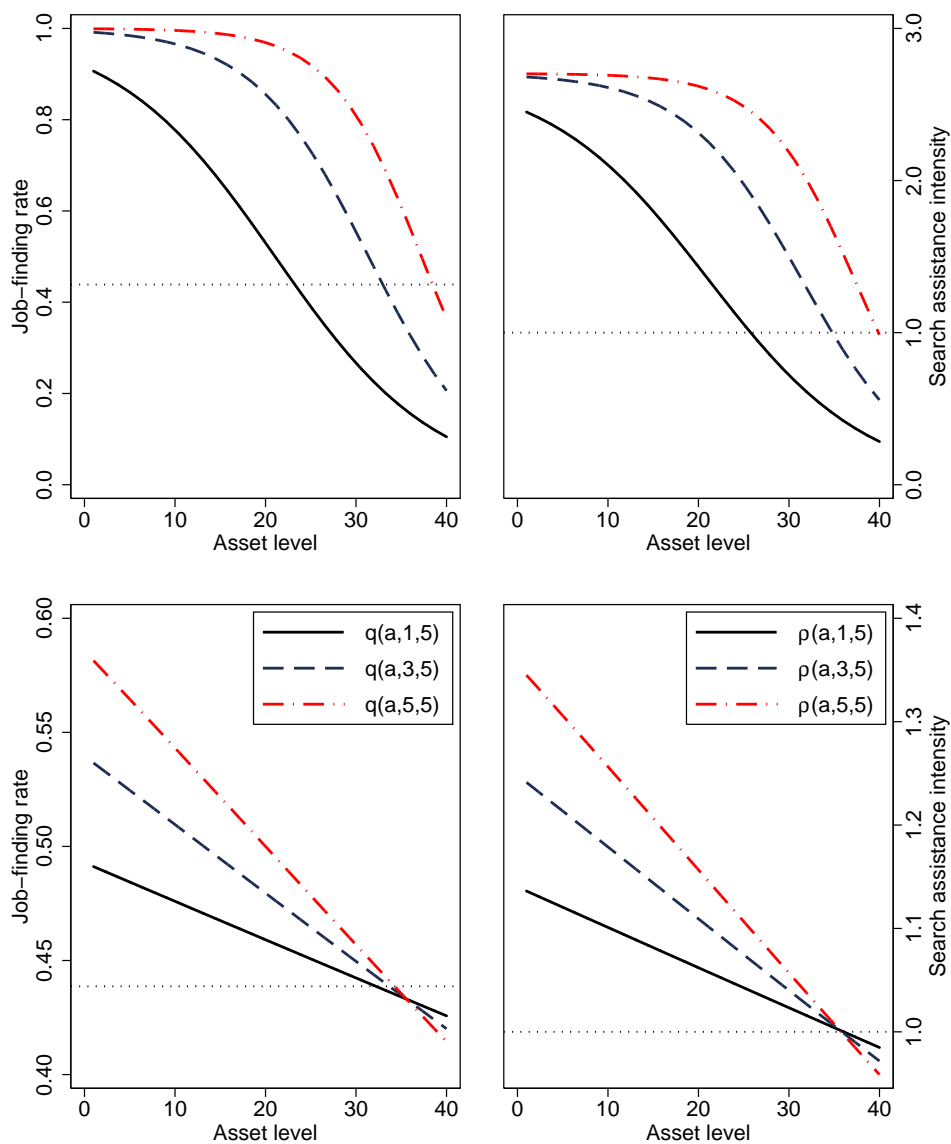 Job−finding rate
0.0 0.2 0.4 0.6 0.8 1.0
0 10 20 30 40
Asset level
Search assistance intensity
0.0 1.0 2.0 3.0
0 10 20 30 40
Asset level
Job−finding rate
0.40 0.45 0.50 0.55 0.60
q(a,1,5)
q(a,3,5)
q(a,5,5)
0 10 20 30 40
Asset level
Search assistance intensity
1.0 1.1 1.2 1.3 1.4
ρ(a,1,5)
ρ(a,3,5)
ρ(a,5,5)
0 10 20 30 40
Asset level